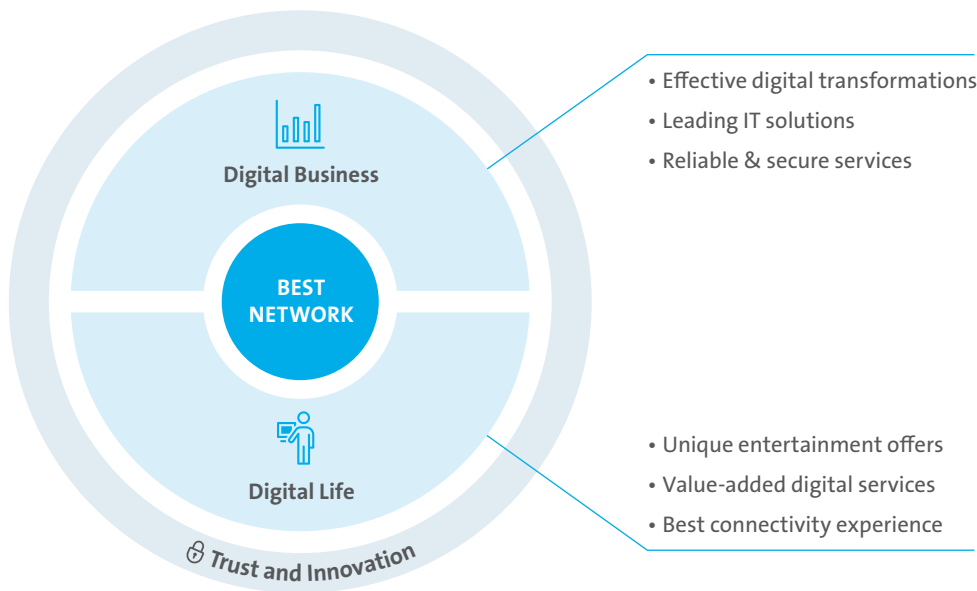 • Effective digital transformations
• Leading IT solutions
• Reliable & secure services
Digital Business
BEST
NETWORK
Digital Life
• Unique entertainment offers
• Value-added digital services
• Best connectivity experience
Trust and Innovation